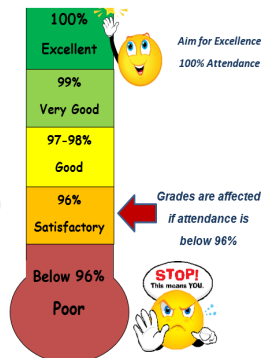 100%
Excellent
Aim for Excellence
100% Attendance
99%
Very Good
97-98%
Good
96%
Satisfactory
Grades are affected
if attendance is
below 96%
Below 96%
Poor
STOP!
This means YOU.